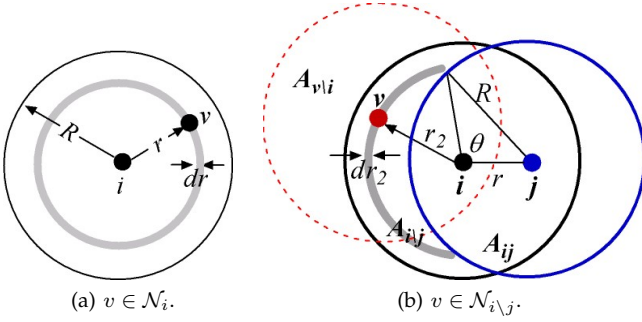 R
r
v
i
dr
(a) v ∈ 𝒩ᵢ.
A_{v\i}
v
r₂
R
θ
dr₂
i
r
j
A_{i\j}
A_{ij}
(b) v ∈ 𝒩_{i\j}.